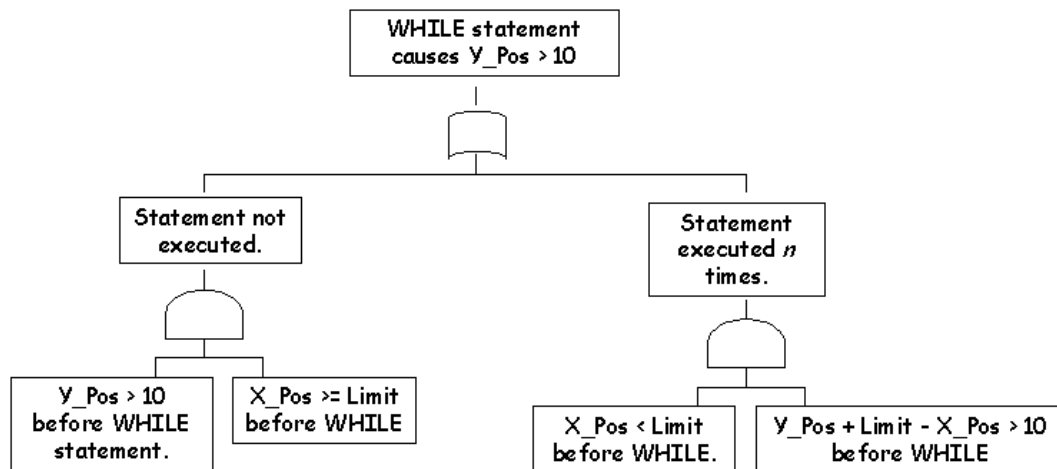 WHILE statement
causes Y_Pos > 10
Statement not
executed.
Statement
executed n
times.
Y_Pos > 10
before WHILE
statement.
X_Pos >= Limit
before WHILE
X_Pos < Limit
before WHILE.
Y_Pos + Limit - X_Pos > 10
before WHILE